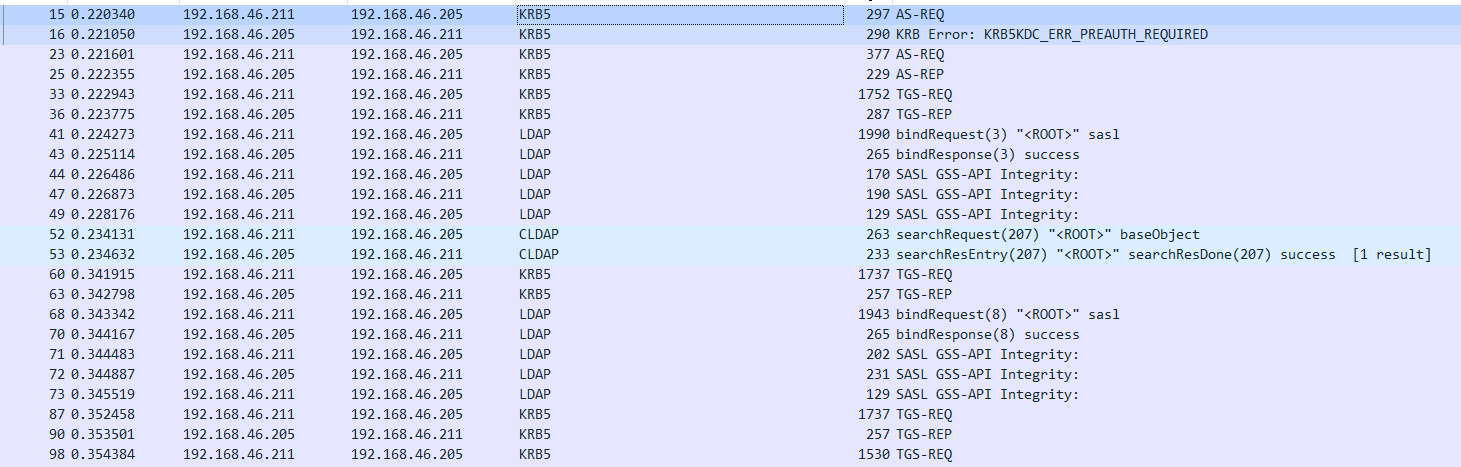 15 0.220340 192.168.46.211 192.168.46.205 KRB5 297 AS-REQ
16 0.221050 192.168.46.205 192.168.46.211 KRB5 290 KRB Error: KRB5KDC_ERR_PREAUTH_REQUIRED
23 0.221601 192.168.46.211 192.168.46.205 KRB5 377 AS-REQ
25 0.222355 192.168.46.205 192.168.46.211 KRB5 229 AS-REP
33 0.222943 192.168.46.211 192.168.46.205 KRB5 1752 TGS-REQ
36 0.223775 192.168.46.205 192.168.46.211 KRB5 287 TGS-REP
41 0.224273 192.168.46.211 192.168.46.205 LDAP 1990 bindRequest(3) "<ROOT>" sasl
43 0.225114 192.168.46.205 192.168.46.211 LDAP 265 bindResponse(3) success
44 0.226486 192.168.46.211 192.168.46.205 LDAP 170 SASL GSS-API Integrity:
47 0.226873 192.168.46.205 192.168.46.211 LDAP 190 SASL GSS-API Integrity:
49 0.228176 192.168.46.211 192.168.46.205 LDAP 129 SASL GSS-API Integrity:
52 0.234131 192.168.46.211 192.168.46.205 CLDAP 263 searchRequest(207) "<ROOT>" baseObject
53 0.234632 192.168.46.205 192.168.46.211 CLDAP 233 searchResEntry(207) "<ROOT>" searchResDone(207) success [1 result]
60 0.341915 192.168.46.211 192.168.46.205 KRB5 1737 TGS-REQ
63 0.342798 192.168.46.205 192.168.46.211 KRB5 257 TGS-REP
68 0.343342 192.168.46.211 192.168.46.205 LDAP 1943 bindRequest(8) "<ROOT>" sasl
70 0.344167 192.168.46.205 192.168.46.211 LDAP 265 bindResponse(8) success
71 0.344483 192.168.46.211 192.168.46.205 LDAP 202 SASL GSS-API Integrity:
72 0.344887 192.168.46.205 192.168.46.211 LDAP 231 SASL GSS-API Integrity:
73 0.345519 192.168.46.211 192.168.46.205 LDAP 129 SASL GSS-API Integrity:
87 0.352458 192.168.46.211 192.168.46.205 KRB5 1737 TGS-REQ
90 0.353501 192.168.46.205 192.168.46.211 KRB5 257 TGS-REP
98 0.354384 192.168.46.211 192.168.46.205 KRB5 1530 TGS-REQ